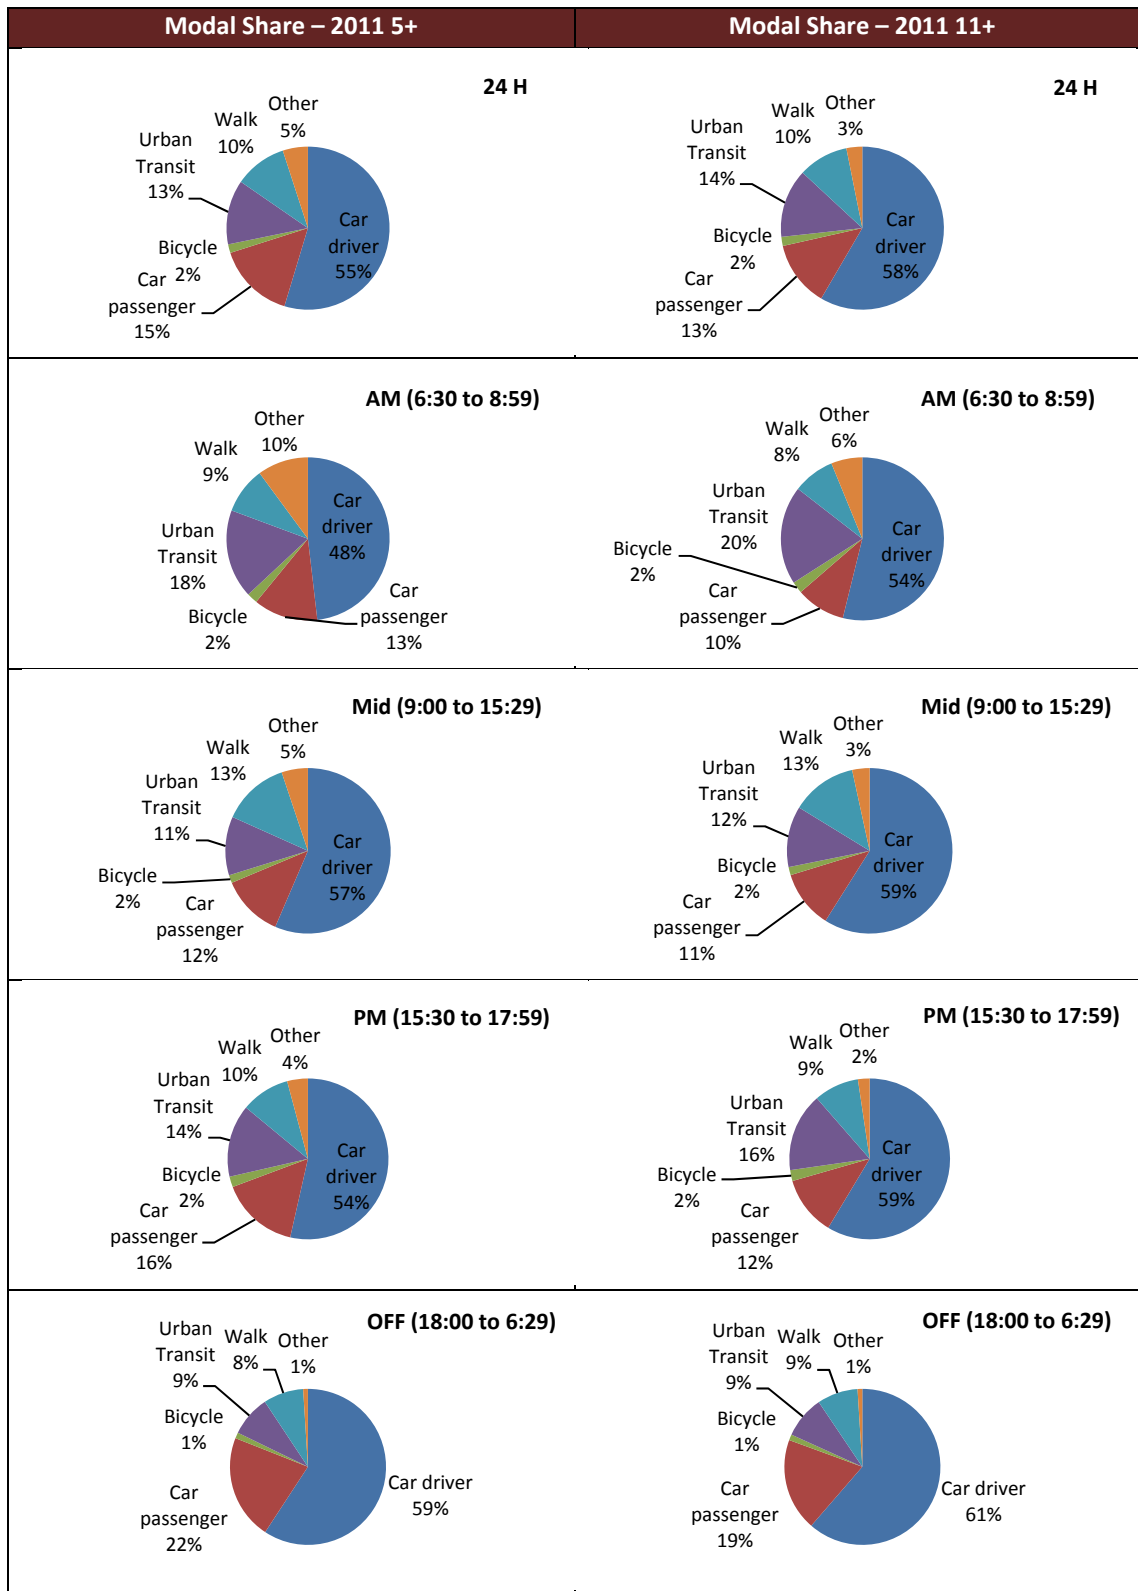 Modal Share – 2011 5+
Modal Share – 2011 11+
24 H
Other
5%
Walk
10%
Urban
Transit
13%
Bicycle
2%
Car
passenger
15%
Car
driver
55%
24 H
Other
3%
Walk
10%
Urban
Transit
14%
Bicycle
2%
Car
passenger
13%
Car
driver
58%
AM (6:30 to 8:59)
Other
10%
Walk
9%
Urban
Transit
18%
Bicycle
2%
Car
passenger
13%
Car
driver
48%
AM (6:30 to 8:59)
Other
6%
Walk
8%
Urban
Transit
20%
Bicycle
2%
Car
passenger
10%
Car
driver
54%
Mid (9:00 to 15:29)
Other
5%
Walk
13%
Urban
Transit
11%
Bicycle
2%
Car
passenger
12%
Car
driver
57%
Mid (9:00 to 15:29)
Other
3%
Walk
13%
Urban
Transit
12%
Bicycle
2%
Car
passenger
11%
Car
driver
59%
PM (15:30 to 17:59)
Other
4%
Walk
10%
Urban
Transit
14%
Bicycle
2%
Car
passenger
16%
Car
driver
54%
PM (15:30 to 17:59)
Other
2%
Walk
9%
Urban
Transit
16%
Bicycle
2%
Car
passenger
12%
Car
driver
59%
OFF (18:00 to 6:29)
Urban
Transit
9%
Walk
8%
Other
1%
Bicycle
1%
Car
passenger
22%
Car driver
59%
OFF (18:00 to 6:29)
Urban
Transit
9%
Walk
9%
Other
1%
Bicycle
1%
Car
passenger
19%
Car driver
61%